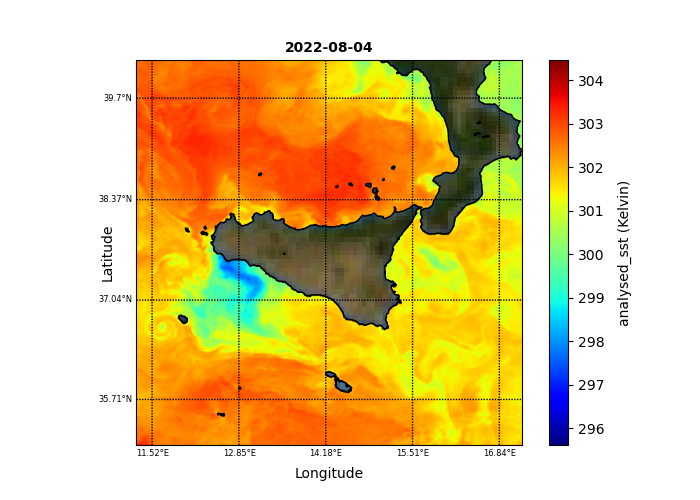 2022-08-04
39.7°N
38.37°N
37.04°N
35.71°N
Latitude
11.52°E 12.85°E 14.18°E 15.51°E 16.84°E
Longitude
304
303
302
301
300
299
298
297
296
analysed_sst (Kelvin)